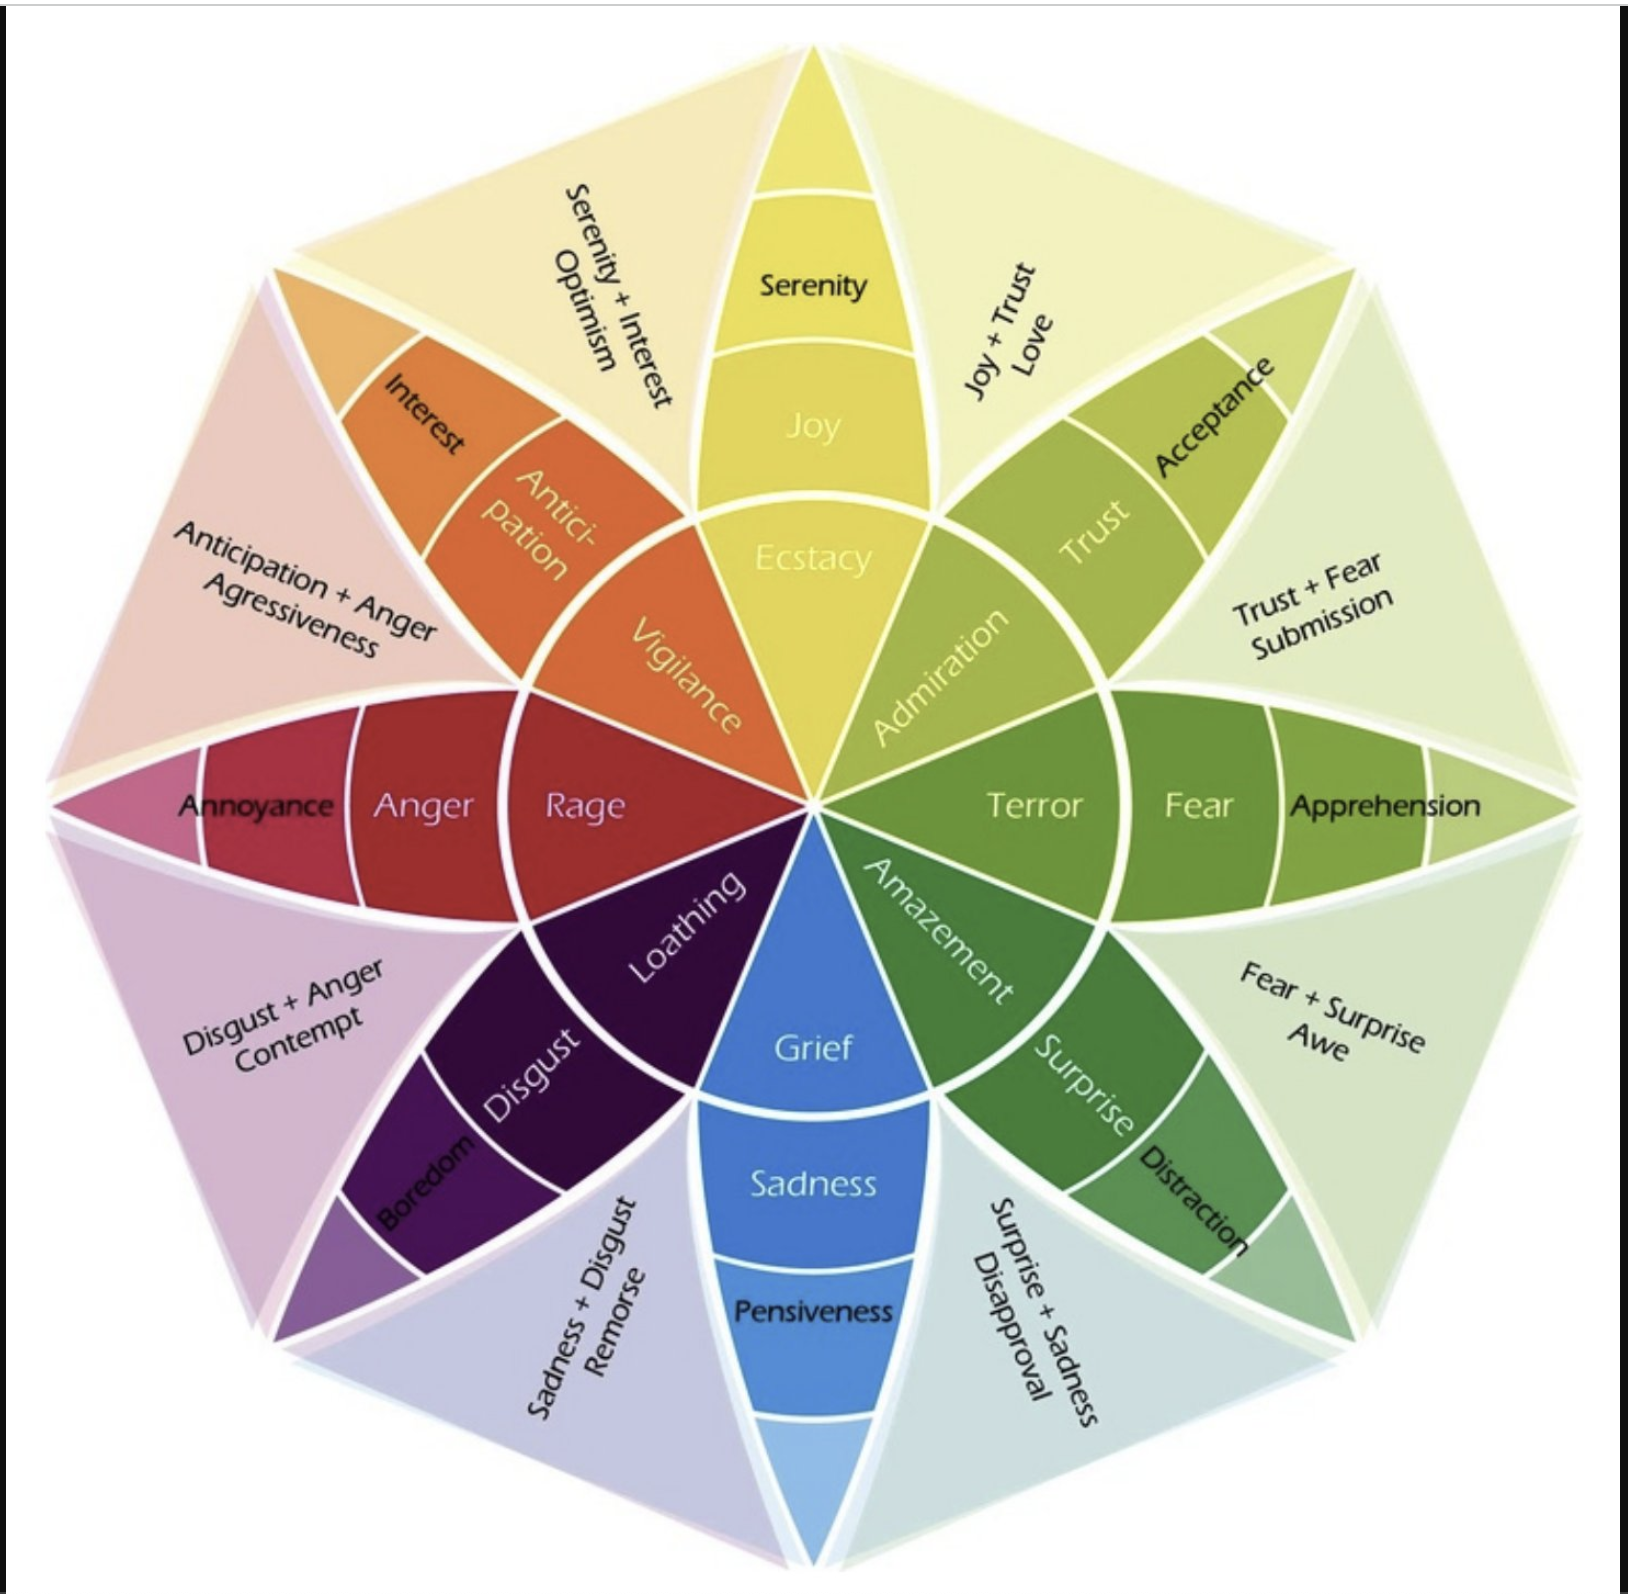 Serenity + Interest
Optimism
Serenity
Joy
Ecstacy
Joy + Trust
Love
Acceptance
Trust
Admiration
Trust + Fear
Submission
Terror
Fear
Apprehension
Fear + Surprise
Awe
Amazement
Surprise
Distraction
Surprise + Sadness
Disapproval
Grief
Sadness
Pensiveness
Sadness + Disgust
Remorse
Loathing
Disgust
Boredom
Disgust + Anger
Contempt
Rage
Anger
Annoyance
Anticipation + Anger
Agressiveness
Vigilance
Antici-
pation
Interest